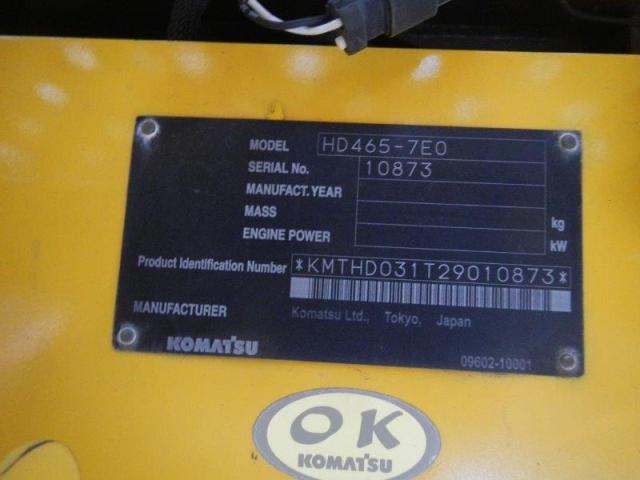 MODEL HD465-7E0
SERIAL No. 10873
MANUFACT. YEAR
MASS kg
ENGINE POWER kW
Product Identification Number *KMTHD031T29010873*
MANUFACTURER Komatsu Ltd., Tokyo, Japan
KOMATSU 09602-10001
OK
KOMATSU